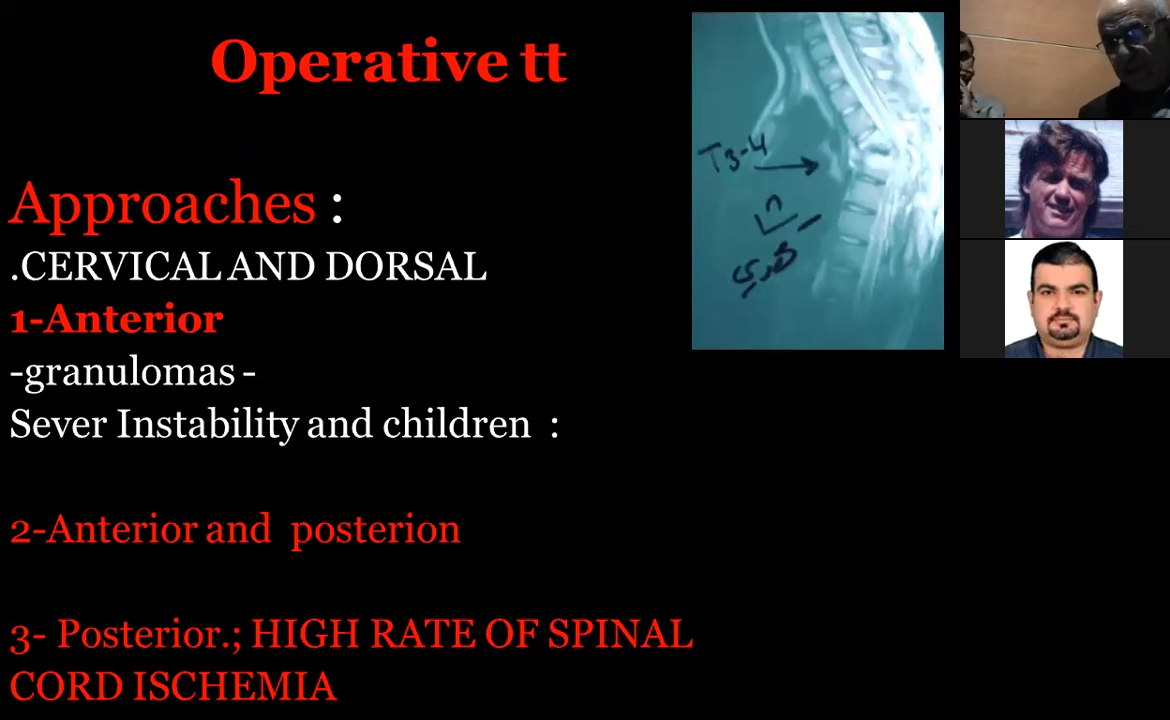 Operative tt
Approaches :
.CERVICAL AND DORSAL
1-Anterior
-granulomas -
Sever Instability and children :
2-Anterior and posterion
3- Posterior.; HIGH RATE OF SPINAL
CORD ISCHEMIA
T3-4